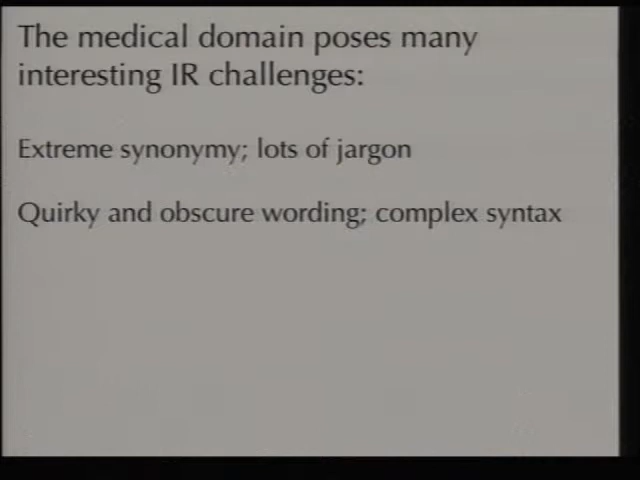 The medical domain poses many
interesting IR challenges:
Extreme synonymy; lots of jargon
Quirky and obscure wording; complex syntax